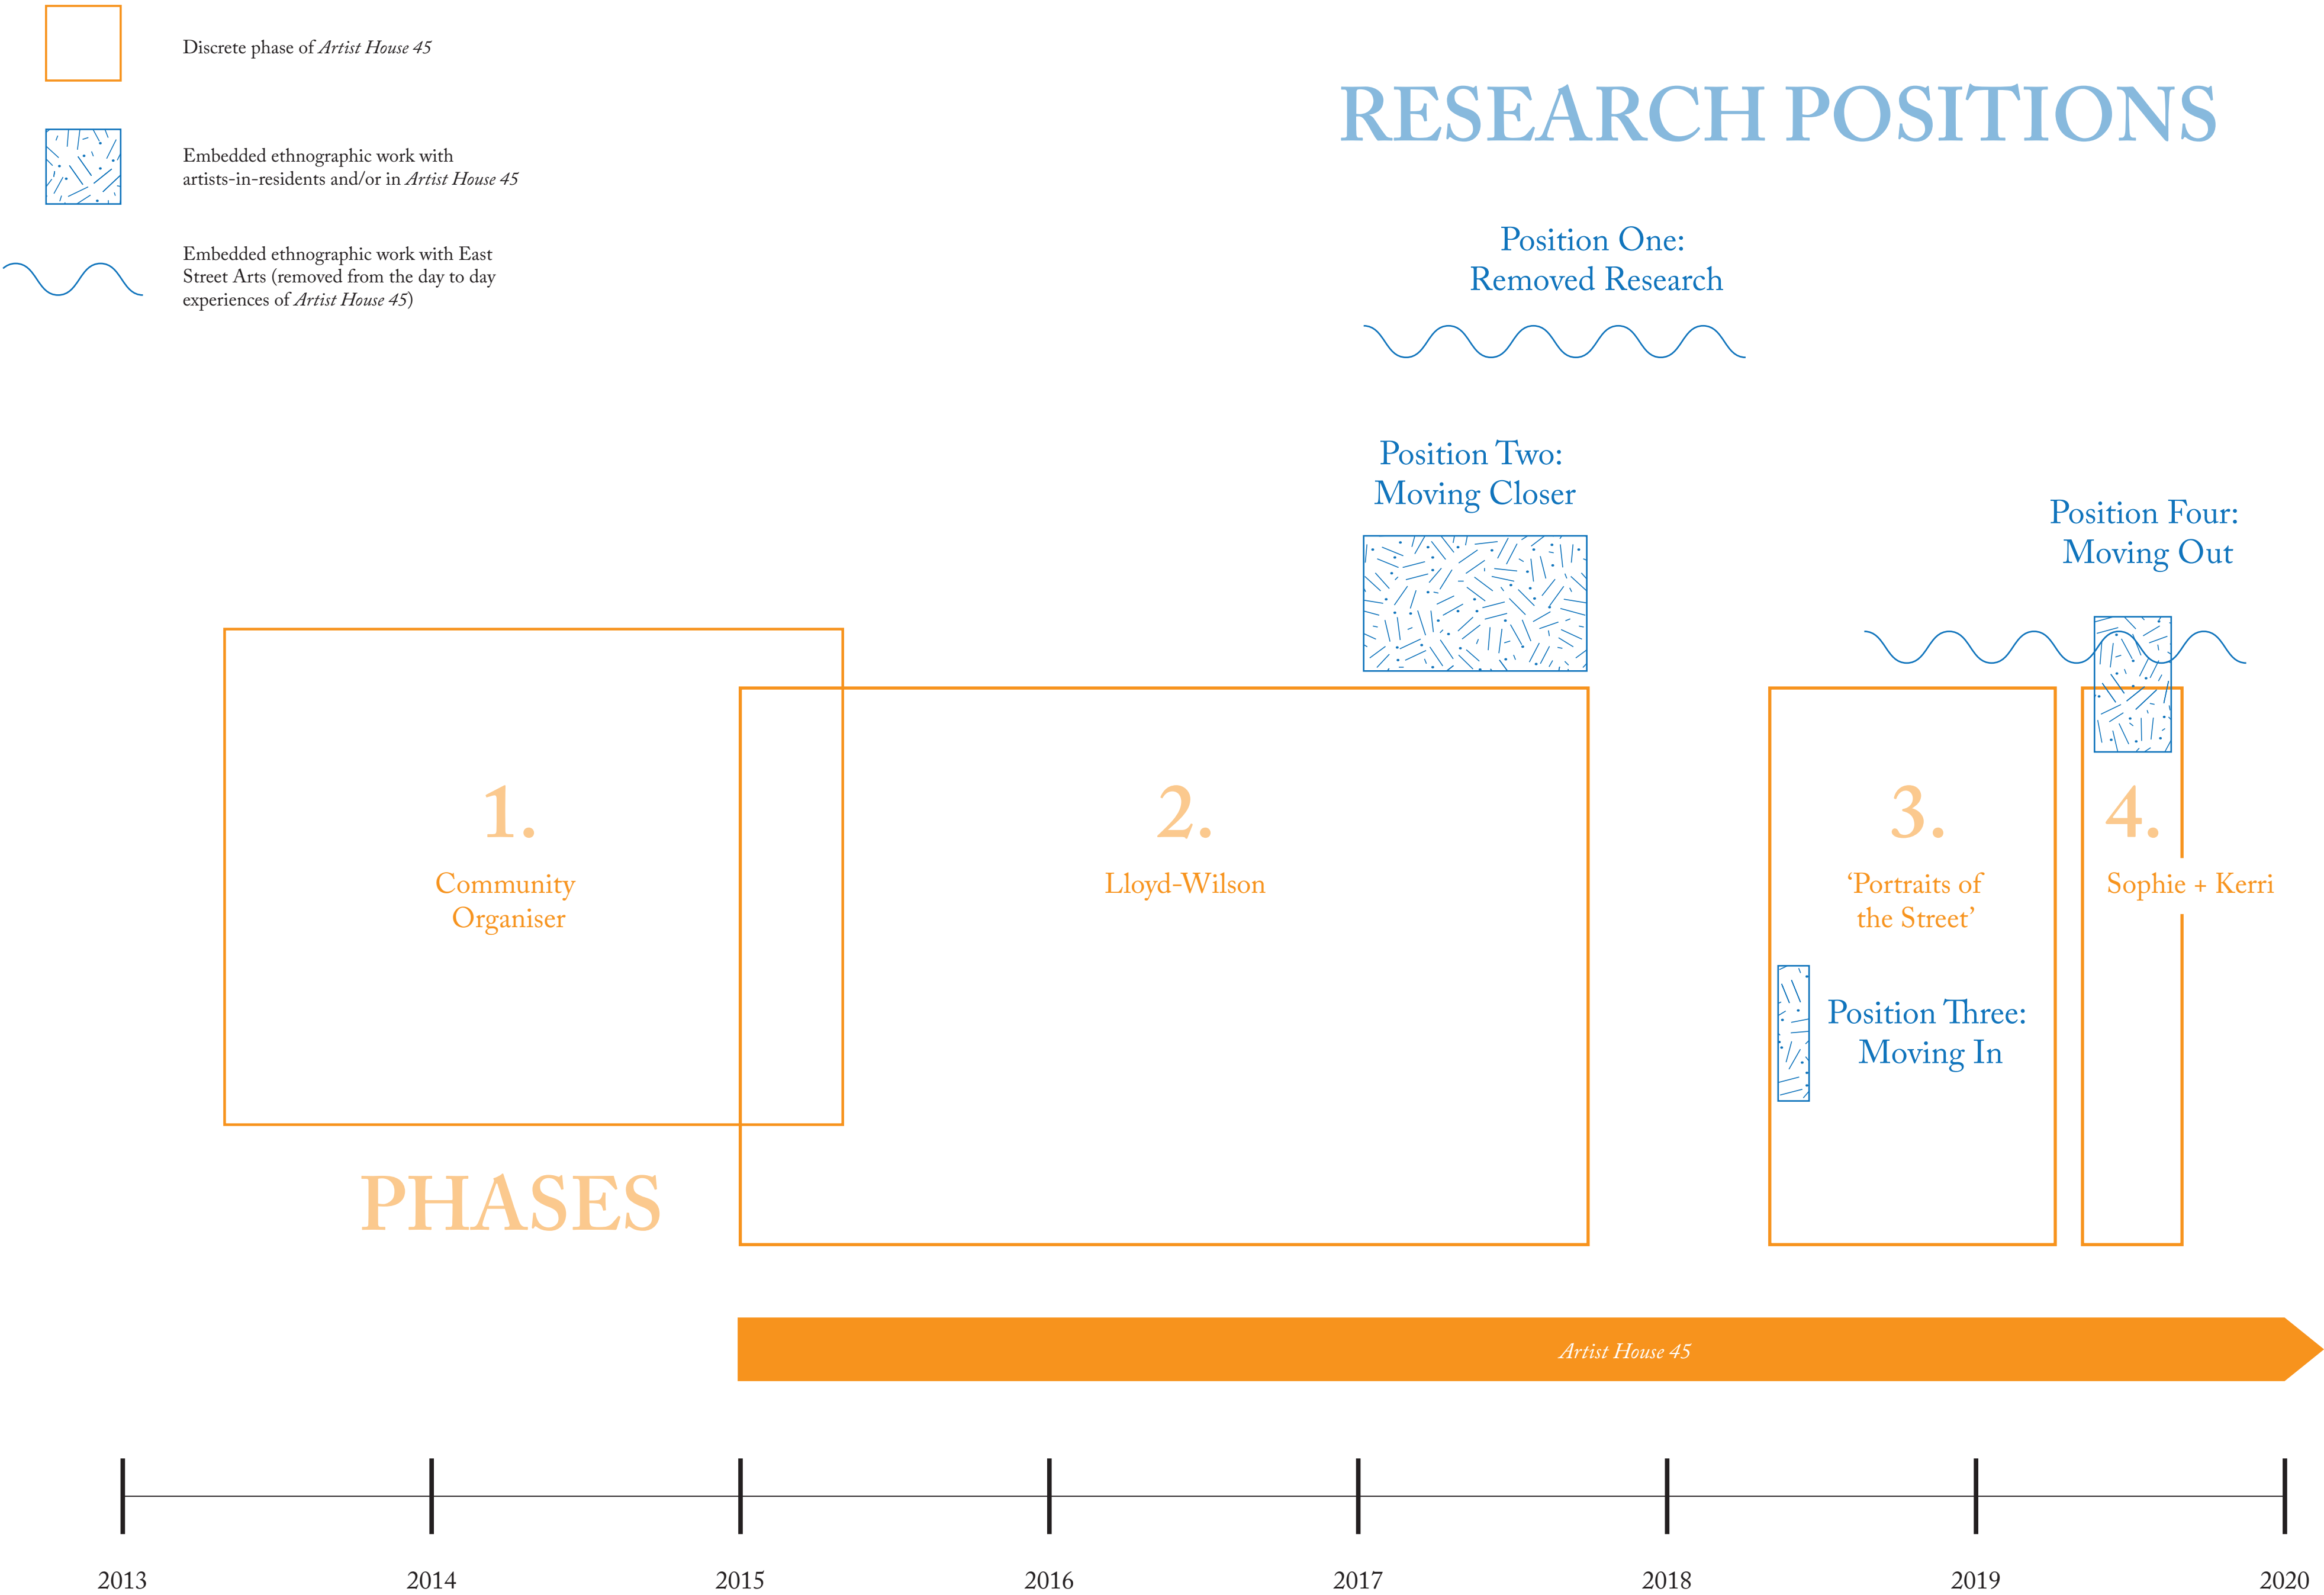 Discrete phase of Artist House 45
Embedded ethnographic work with
artists-in-residents and/or in Artist House 45
Embedded ethnographic work with East
Street Arts (removed from the day to day
experiences of Artist House 45)
RESEARCH POSITIONS
Position One:
Removed Research
Position Two:
Moving Closer
Position Four:
Moving Out
1.
Community
Organiser
2.
Lloyd-Wilson
3.
‘Portraits of
the Street’
4.
Sophie + Kerri
Position Three:
Moving In
PHASES
Artist House 45
2013
2014
2015
2016
2017
2018
2019
2020